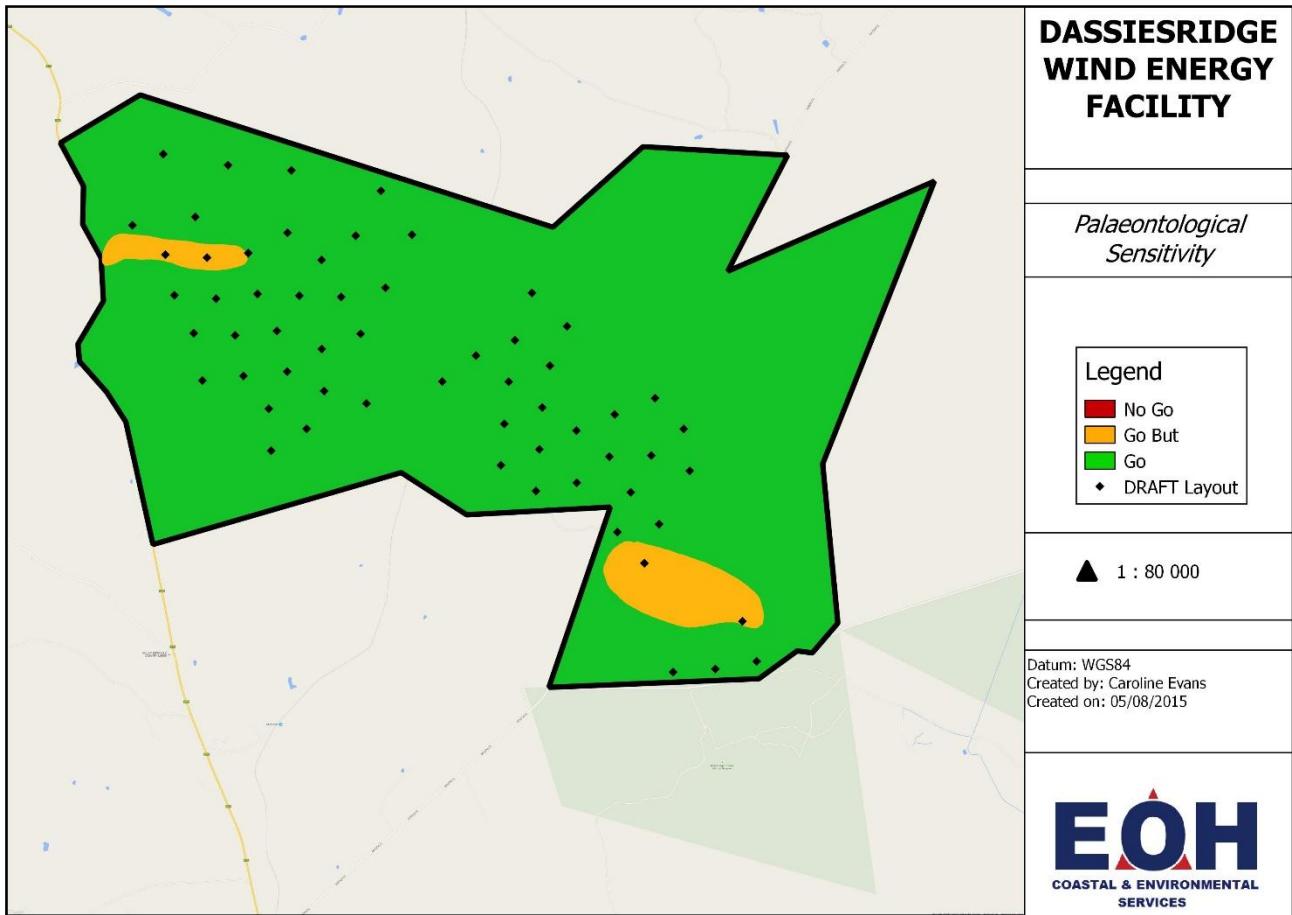 DASSIESRIDGE
WIND ENERGY
FACILITY
Palaeontological
Sensitivity
Legend
No Go
Go But
Go
DRAFT Layout
1 : 80 000
Datum: WGS84
Created by: Caroline Evans
Created on: 05/08/2015
EOH
COASTAL & ENVIRONMENTAL
SERVICES